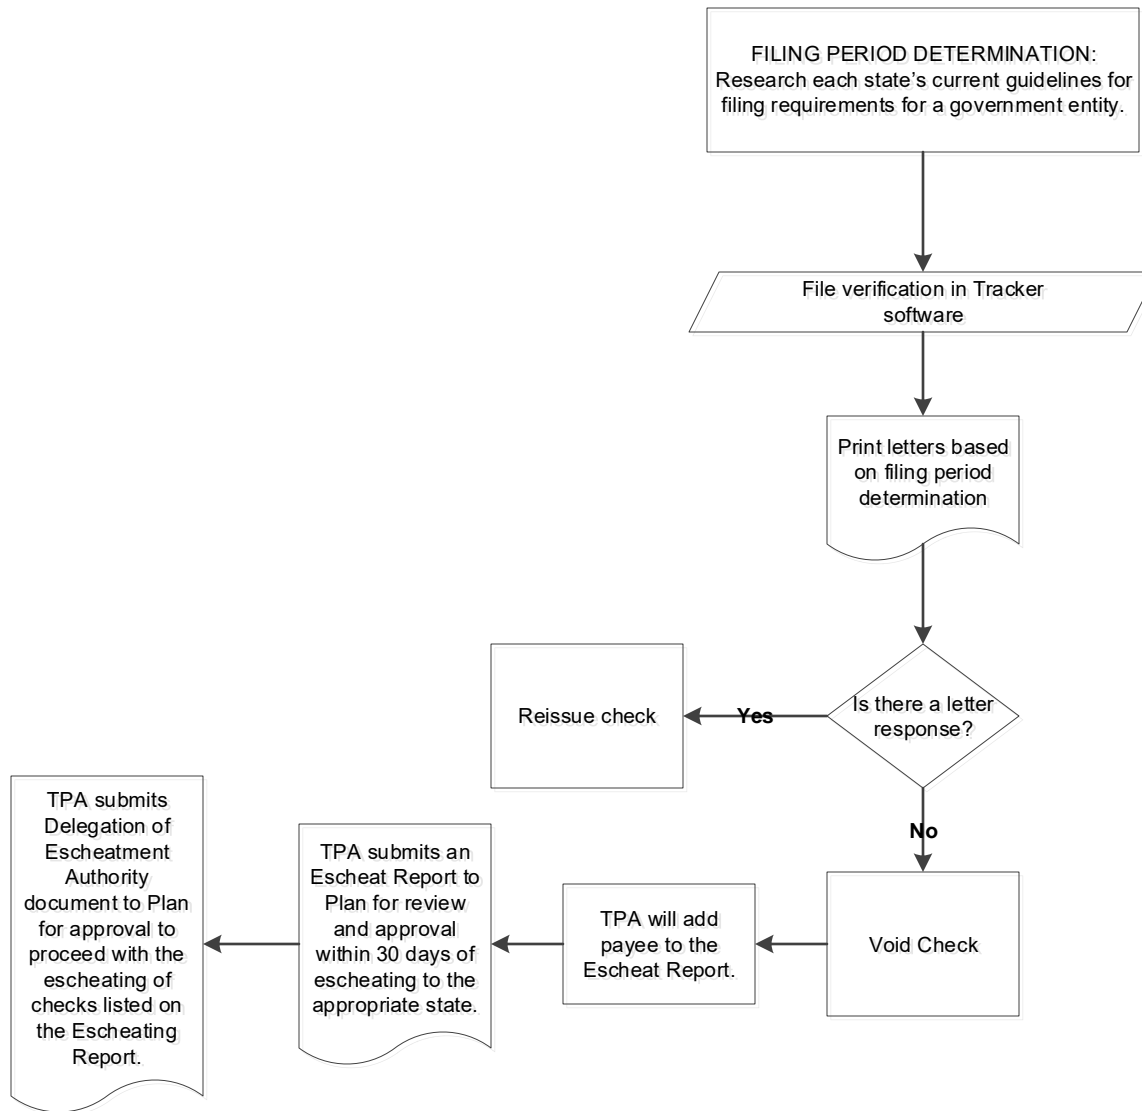 FILING PERIOD DETERMINATION:
Research each state's current guidelines for
filing requirements for a government entity.
File verification in Tracker
software
Print letters based
on filing period
determination
Is there a letter
response?
Yes
Reissue check
No
Void Check
TPA will add
payee to the
Escheat Report.
TPA submits an
Escheat Report to
Plan for review
and approval
within 30 days of
escheating to the
appropriate state.
TPA submits
Delegation of
Escheatment
Authority
document to Plan
for approval to
proceed with the
escheating of
checks listed on
the Escheating
Report.